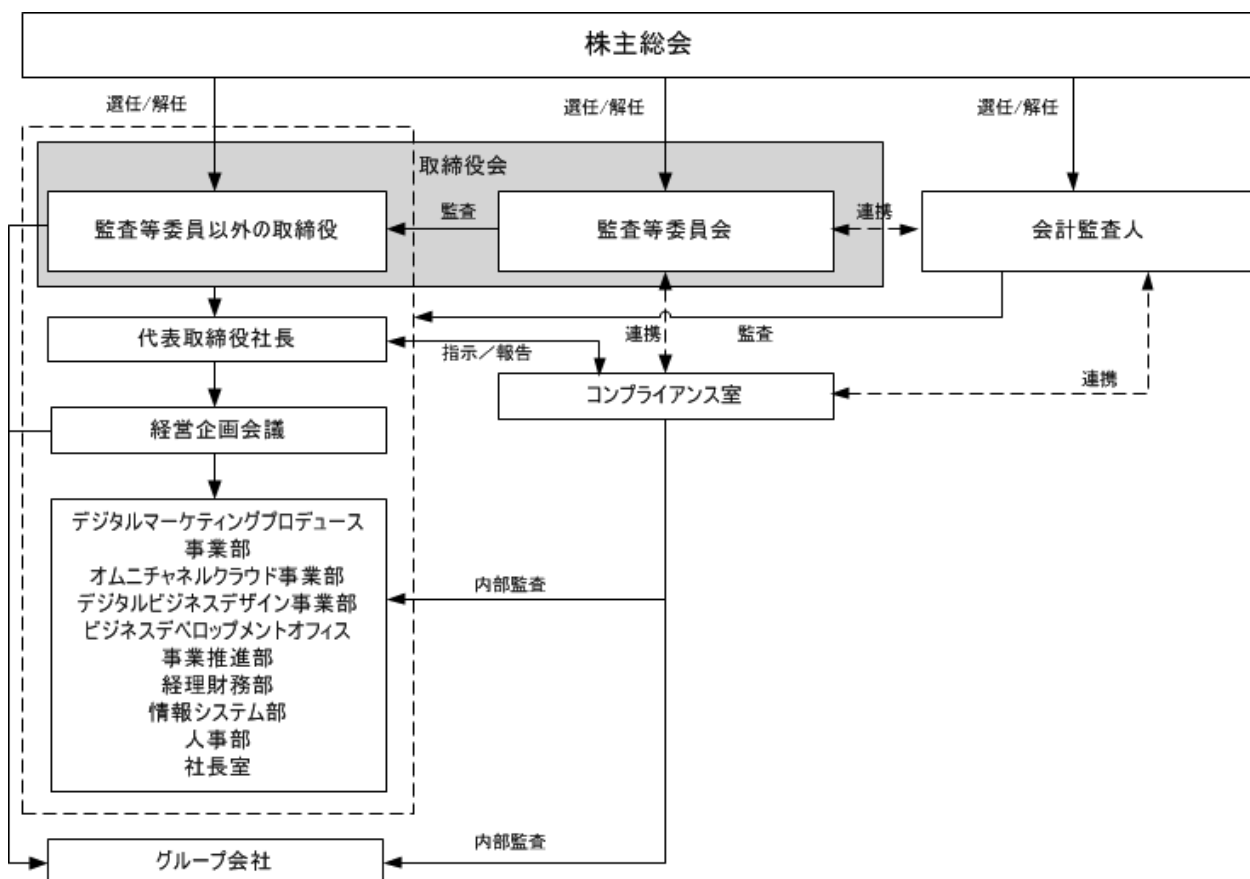 株主総会
選任/解任
選任/解任
選任/解任
取締役会
監査等委員以外の取締役
監査
監査等委員会
連携
会計監査人
代表取締役社長
指示／報告
連携
監査
コンプライアンス室
連携
経営企画会議
デジタルマーケティングプロデュース
事業部
オムニチャネルクラウド事業部
デジタルビジネスデザイン事業部
ビジネスデベロップメントオフィス
事業推進部
経理財務部
情報システム部
人事部
社長室
内部監査
グループ会社
内部監査